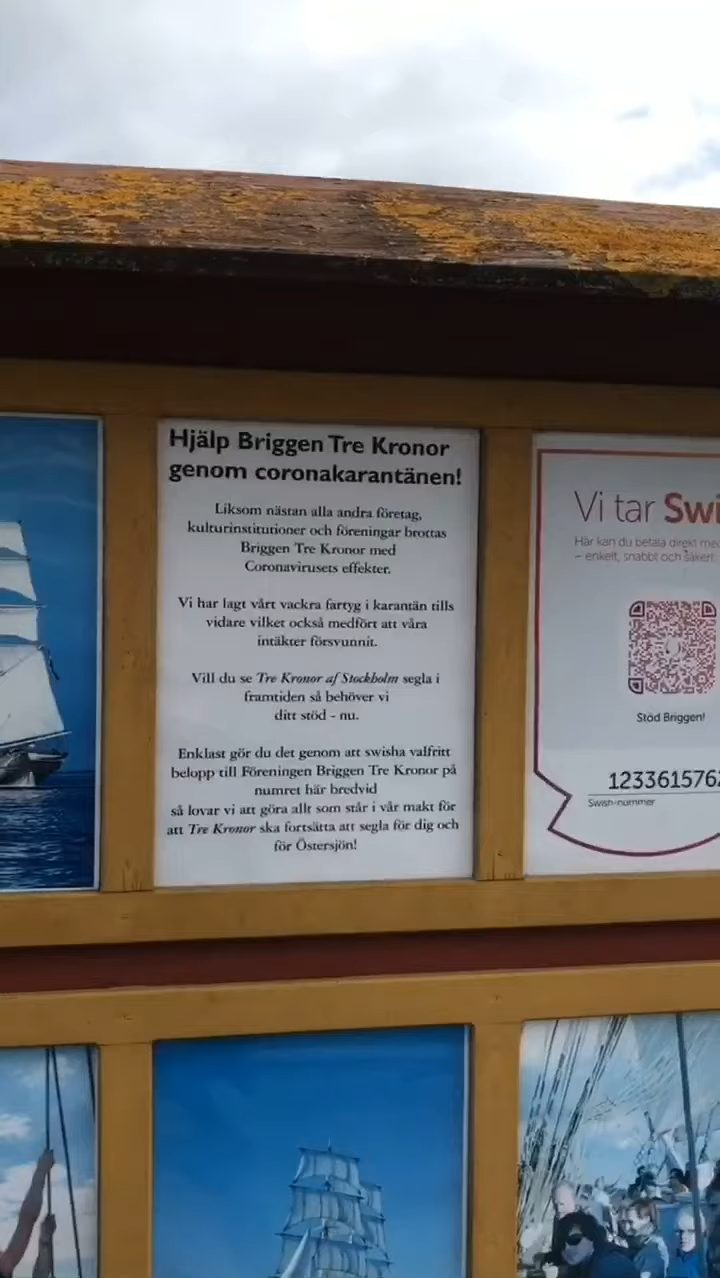 Hjälp Briggen Tre Kronor
genom coronakarantänen!
Liksom nästan alla andra företag,
kulturinstitutioner och föreningar brottas
Briggen Tre Kronor med
Coronavirusets effekter.
Vi har lagt vårt vackra fartyg i karantän tills
vidare vilket också medfört att våra
intäkter försvunnit.
Vill du se Tre Kronor af Stockholm segla i
framtiden så behöver vi
ditt stöd - nu.
Enklast gör du det genom att swisha valfritt
belopp till Föreningen Briggen Tre Kronor på
numret här bredvid
så lovar vi att göra allt som står i vår makt för
att Tre Kronor ska fortsätta att segla för dig och
för Östersjön!
Vi tar Swi
Här kan du betala direkt med
– enkelt, snabbt och säkert.
Stöd Briggen!
123361576
Swish-nummer